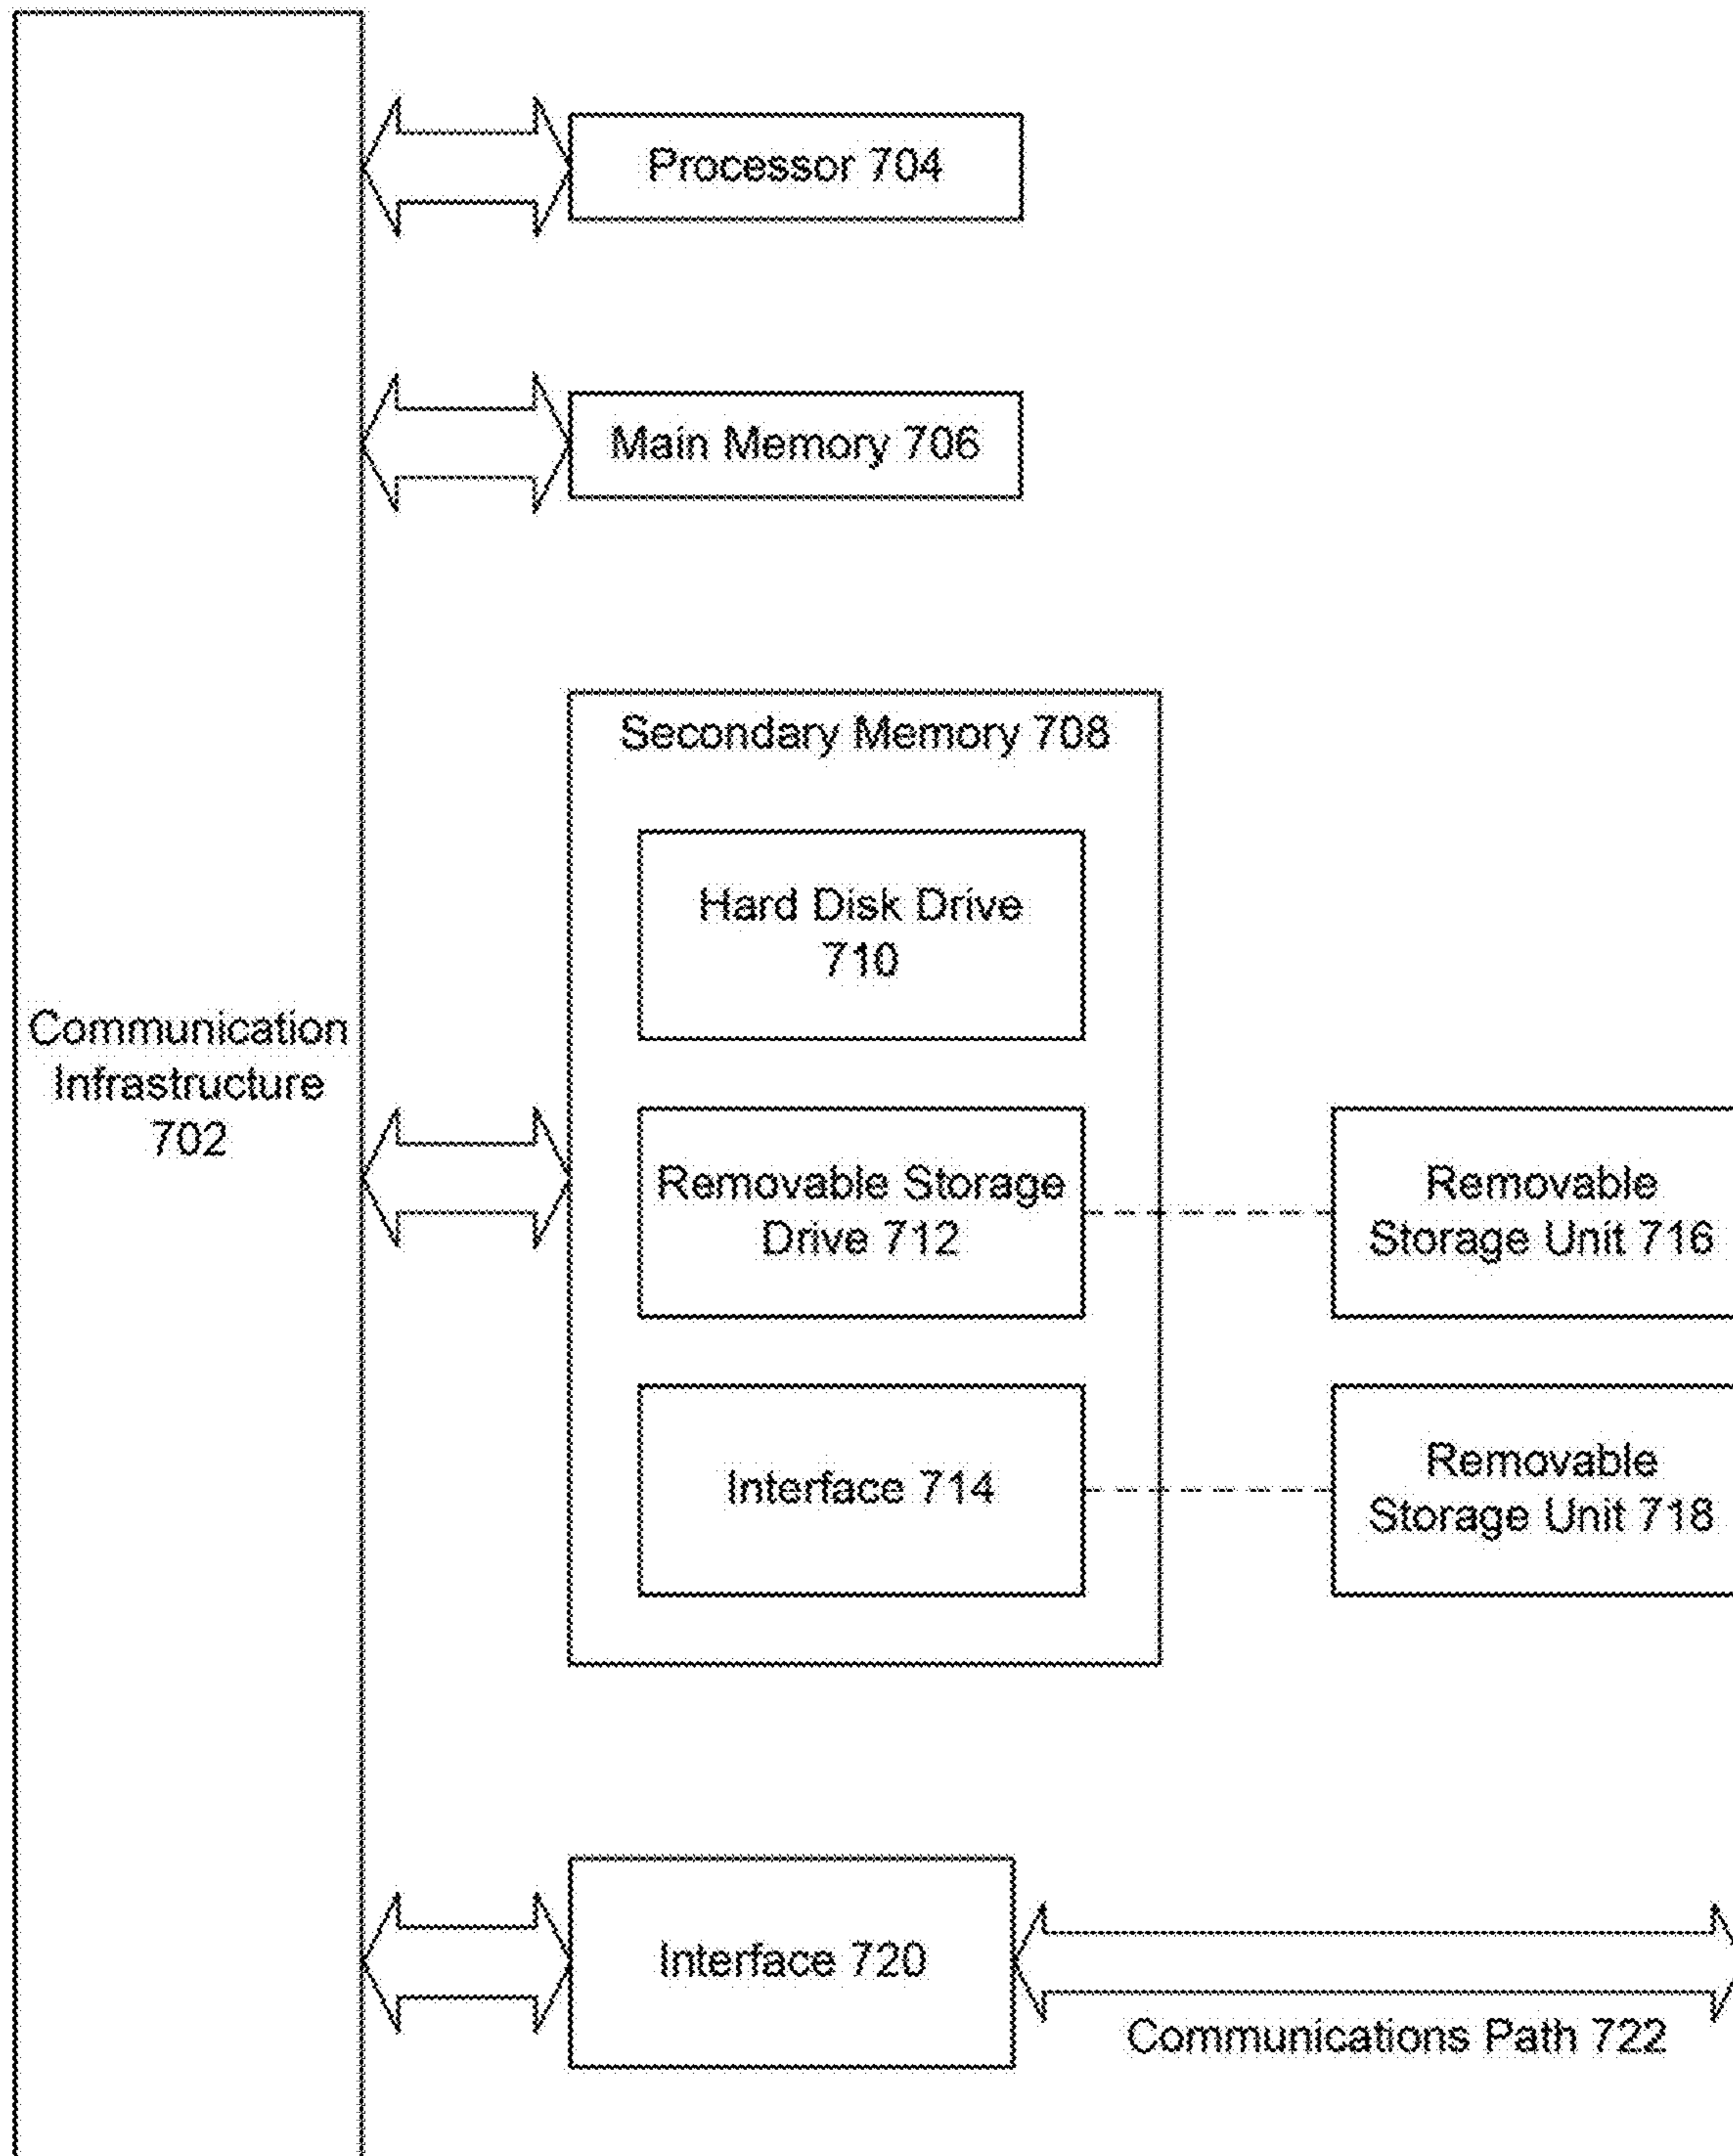 Processor 704
Main Memory 706
Secondary Memory 708
Hard Disk Drive
710
Communication
Infrastructure
702
Removable Storage
Drive 712
Removable
Storage Unit 716
Interface 714
Removable
Storage Unit 718
Interface 720
Communications Path 722